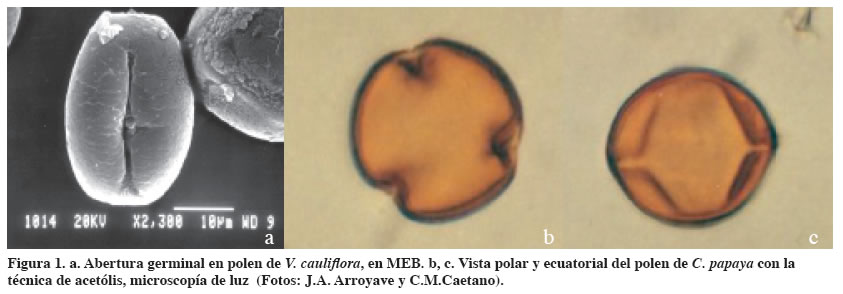 1014 20KV X2,300 10µm WD 9
a
b
c
Figura 1. a. Abertura germinal en polen de V. cauliflora, en MEB. b, c. Vista polar y ecuatorial del polen de C. papaya con la
técnica de acetólis, microscopía de luz (Fotos: J.A. Arroyave y C.M.Caetano).